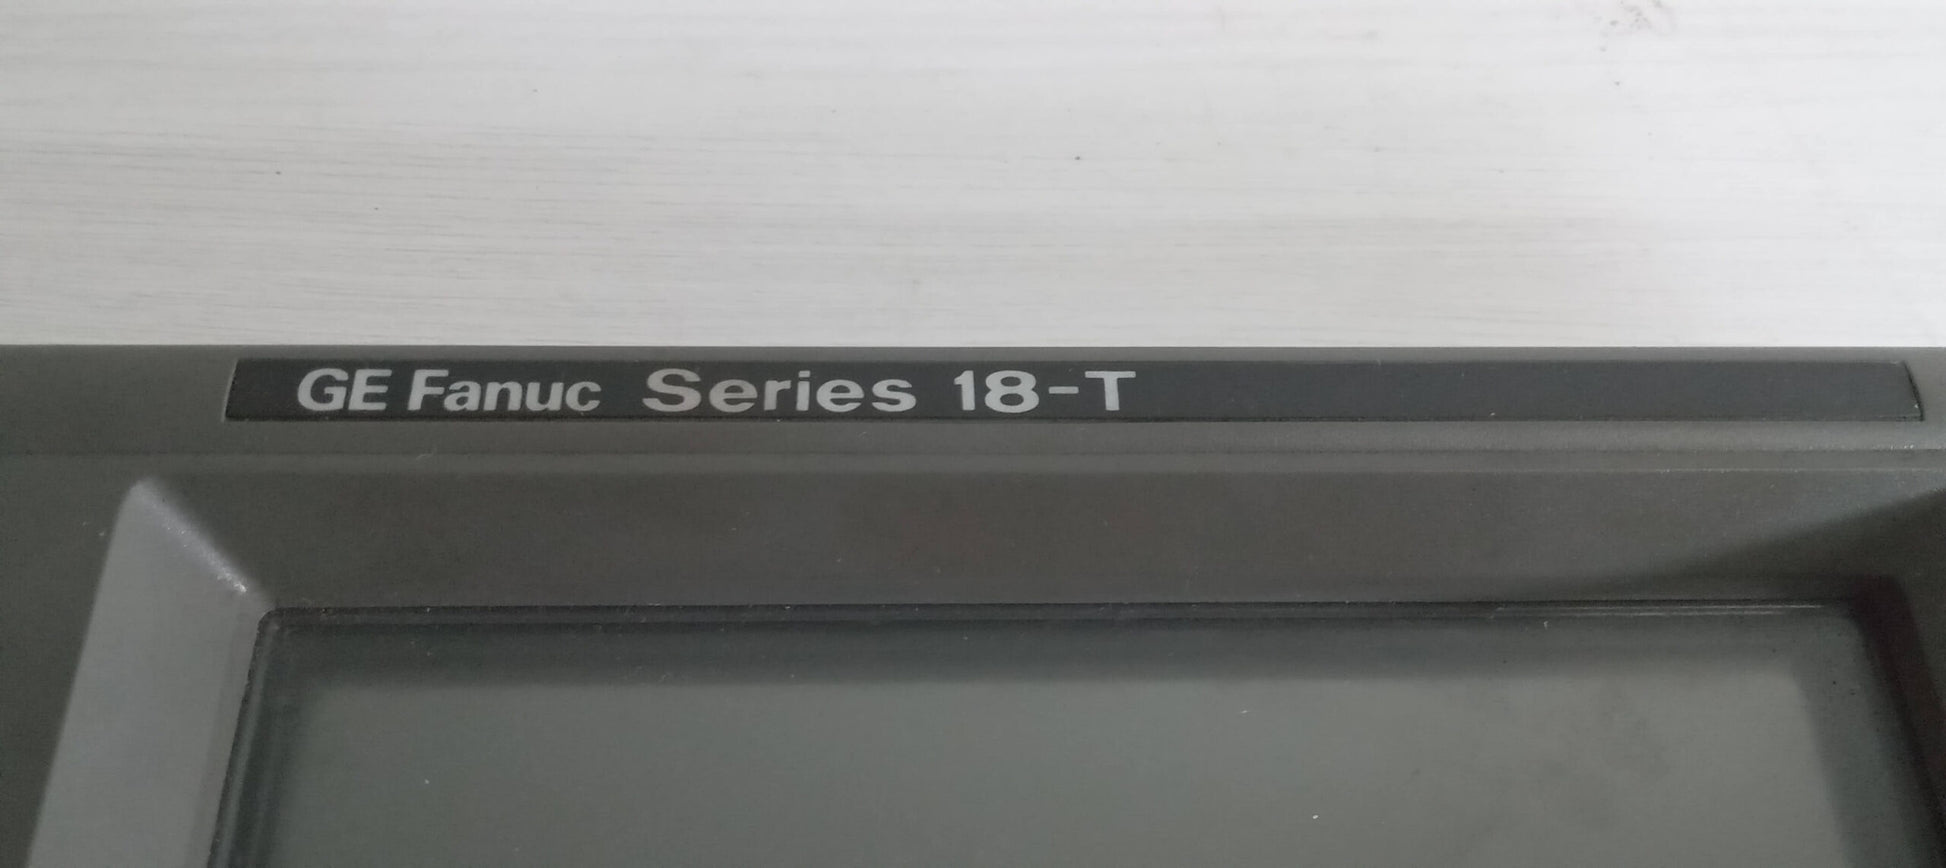 GE Fanuc Series 18-T